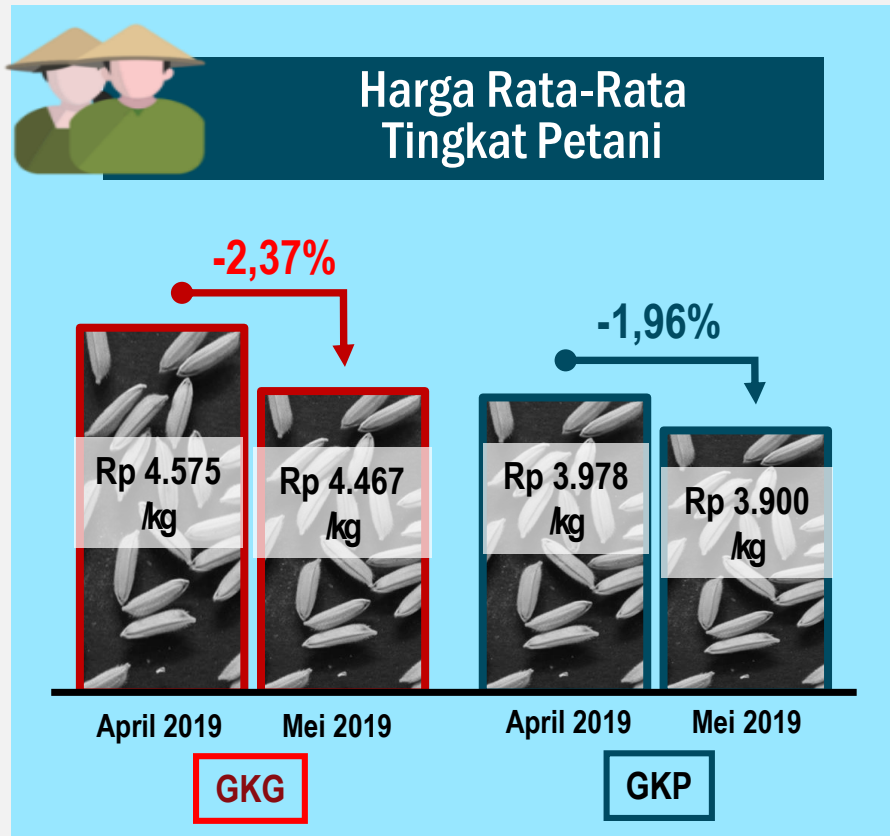 Harga Rata-Rata
Tingkat Petani
-2,37%
-1,96%
Rp 4.575
/kg
Rp 4.467
/kg
Rp 3.978
/kg
Rp 3.900
/kg
April 2019
Mei 2019
April 2019
Mei 2019
GKG
GKP